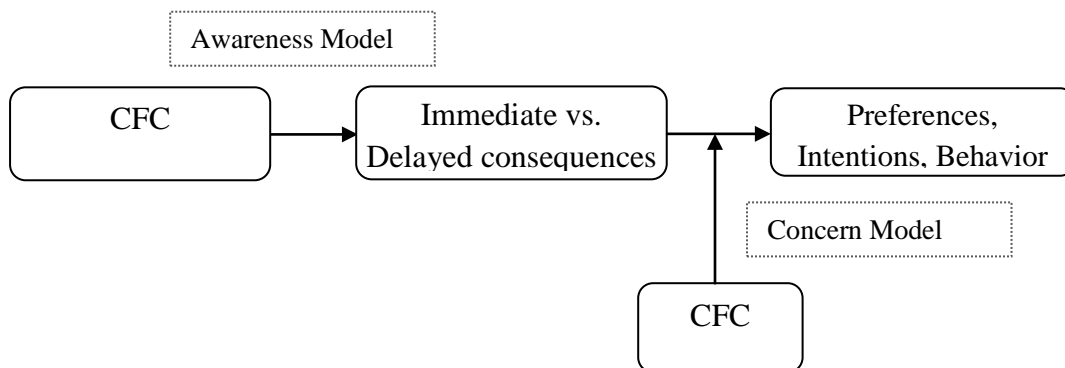 Awareness Model
CFC
Immediate vs.
Delayed consequences
Preferences,
Intentions, Behavior
Concern Model
CFC